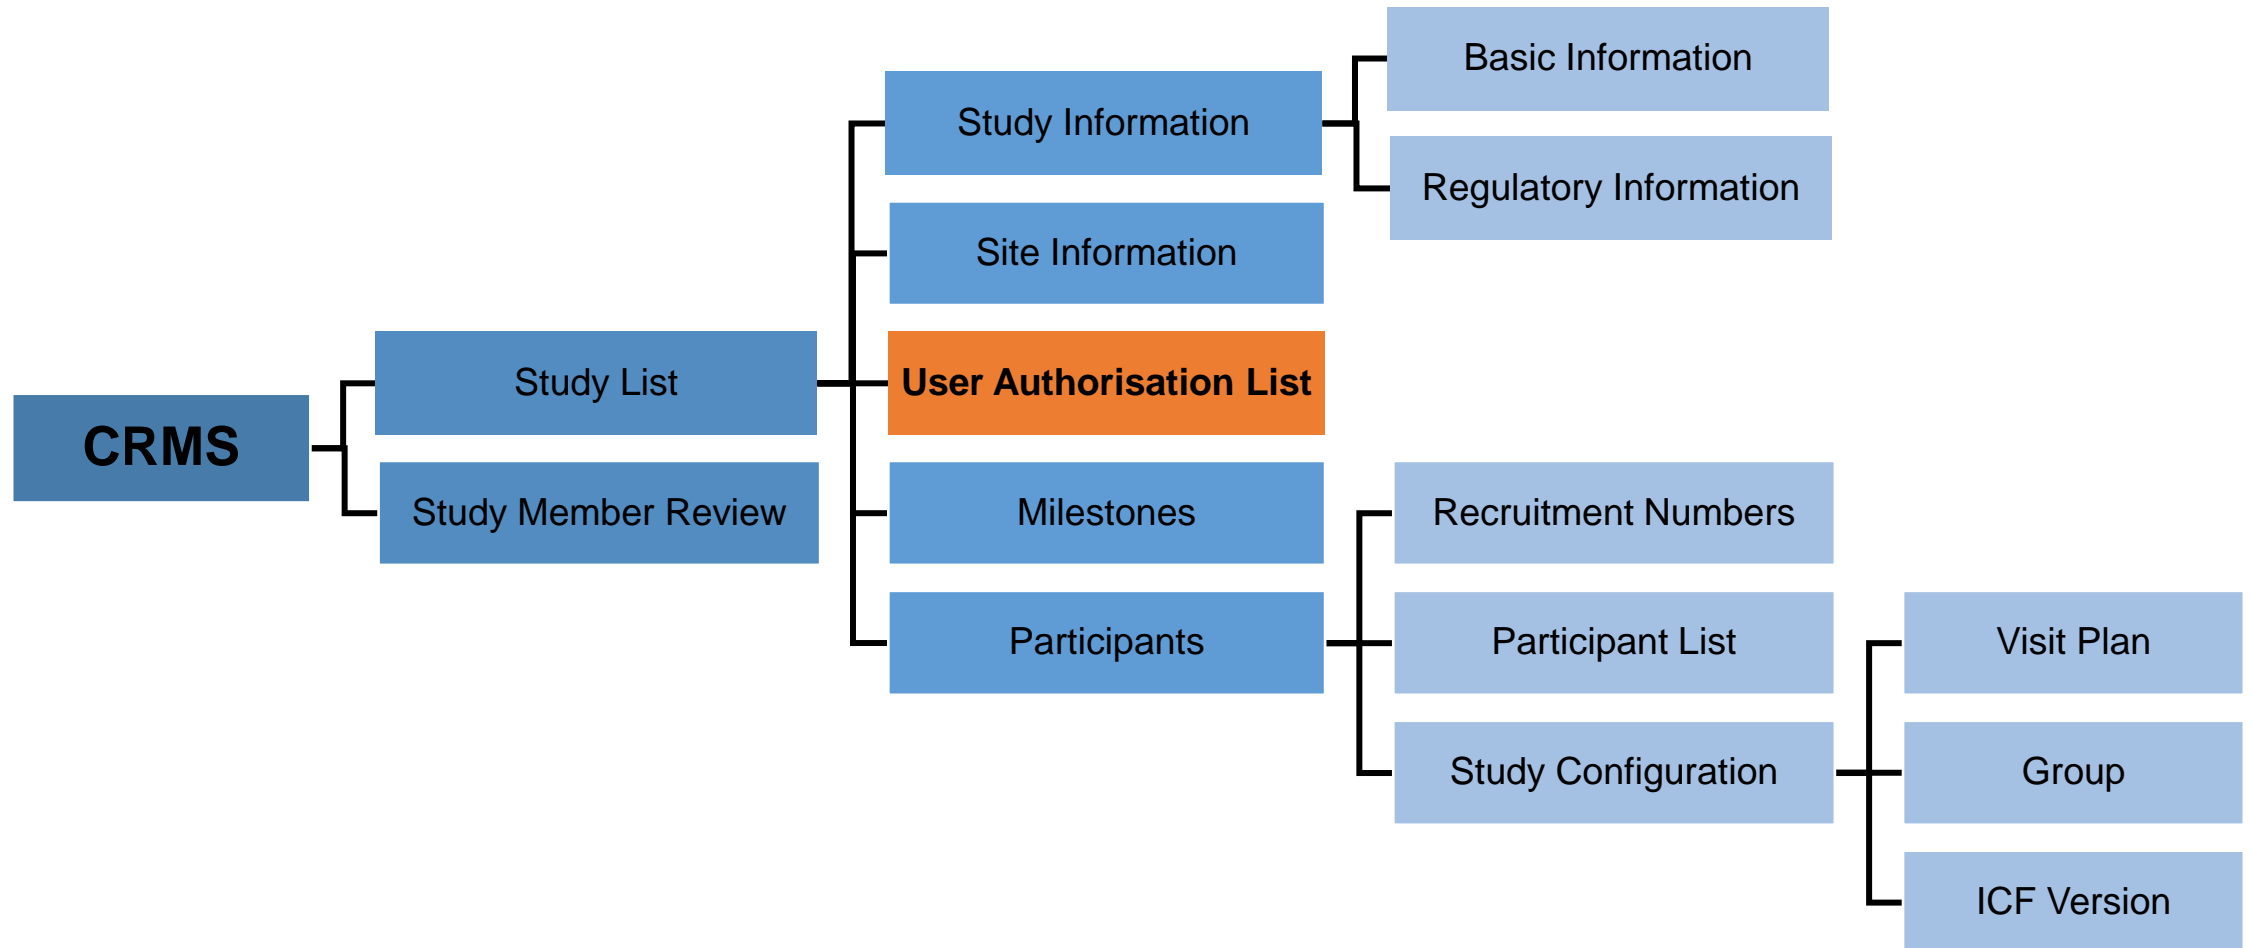 CRMS
Study List
Study Member Review
Study Information
Site Information
User Authorisation List
Milestones
Participants
Basic Information
Regulatory Information
Recruitment Numbers
Participant List
Study Configuration
Visit Plan
Group
ICF Version